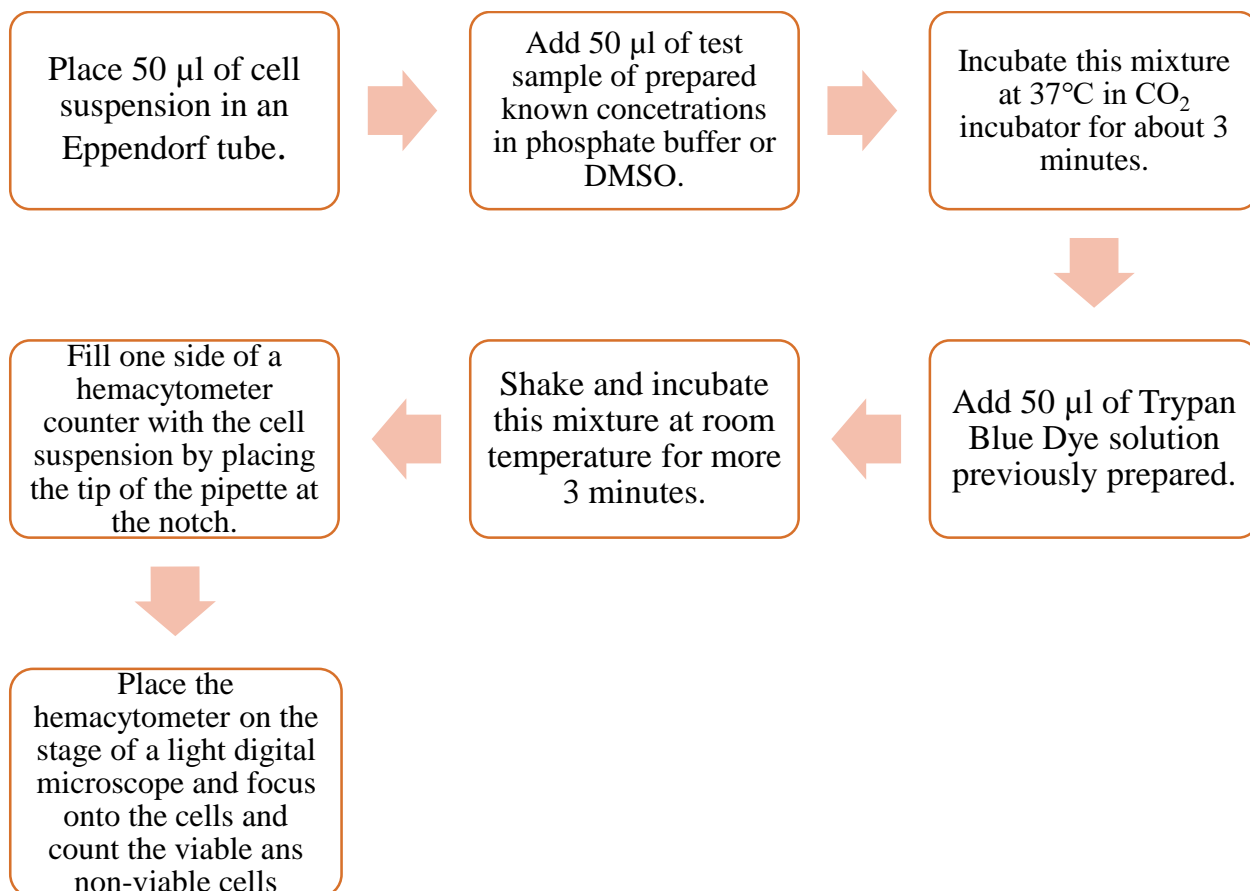 Place 50 µl of cell
suspension in an
Eppendorf tube.
Add 50 µl of test
sample of prepared
known concetrations
in phosphate buffer or
DMSO.
Incubate this mixture
at 37°C in CO₂
incubator for about 3
minutes.
Add 50 µl of Trypan
Blue Dye solution
previously prepared.
Shake and incubate
this mixture at room
temperature for more
3 minutes.
Fill one side of a
hemacytometer
counter with the cell
suspension by placing
the tip of the pipette at
the notch.
Place the
hemacytometer on the
stage of a light digital
microscope and focus
onto the cells and
count the viable ans
non-viable cells